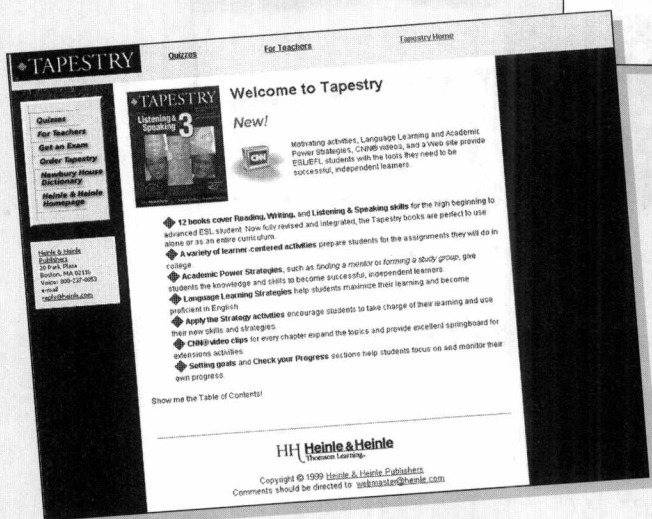 TAPESTRY
Quizzes
For Teachers
Tapestry Home
Quizzes
For Teachers
Get an Exam
Order Tapestry
Newbury House
Dictionary
Heinle & Heinle
Homepage
Heinle & Heinle
Publishers
20 Park Plaza
Boston, MA 02116
Voice: 800-237-0053
e-mail
reply@heinle.com
TAPESTRY
Listening &
Speaking 3
Welcome to Tapestry
New!
CNN
Motivating activities, Language Learning and Academic
Power Strategies, CNN® videos, and a Web site provide
ESL/EFL students with the tools they need to be
successful, independent learners.
12 books cover Reading, Writing, and Listening & Speaking skills for the high beginning to
advanced ESL student. Now fully revised and integrated, the Tapestry books are perfect to use
alone or as an entire curriculum.
A variety of learner-centered activities prepare students for the assignments they will do in
college.
Academic Power Strategies, such as finding a mentor or forming a study group, give
students the knowledge and skills to become successful, independent learners.
Language Learning Strategies help students maximize their learning and become
proficient in English.
Apply the Strategy activities encourage students to take charge of their learning and use
their new skills and strategies.
CNN® video clips for every chapter expand the topics and provide excellent springboard for
extensions activities.
Setting goals and Check your Progress sections help students focus on and monitor their
own progress.
Show me the Table of Contents!
HH Heinle & Heinle
Thomson Learning™
Copyright © 1999 Heinle & Heinle Publishers
Comments should be directed to: webmaster@heinle.com